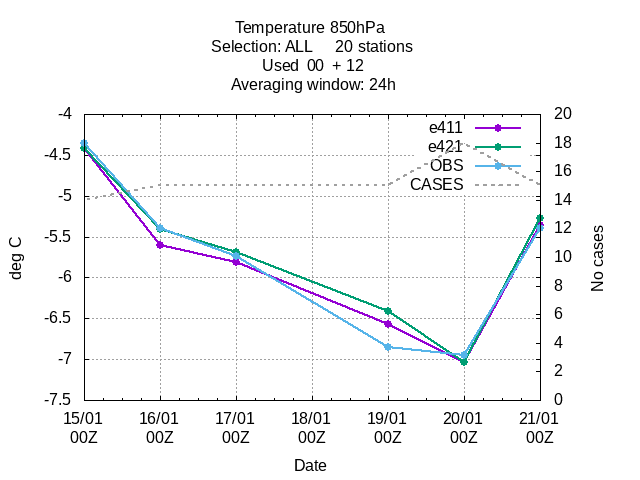 Temperature 850hPa
Selection: ALL 20 stations
Used 00 + 12
Averaging window: 24h
-4 20
e411
e421 18
-4.5
OBS 16
CASES
-5 14
-5.5 12
deg C
No cases
10
-6 8
-6.5 6
4
-7
2
-7.5 0
15/01 16/01 17/01 18/01 19/01 20/01 21/01
00Z 00Z 00Z 00Z 00Z 00Z 00Z
Date